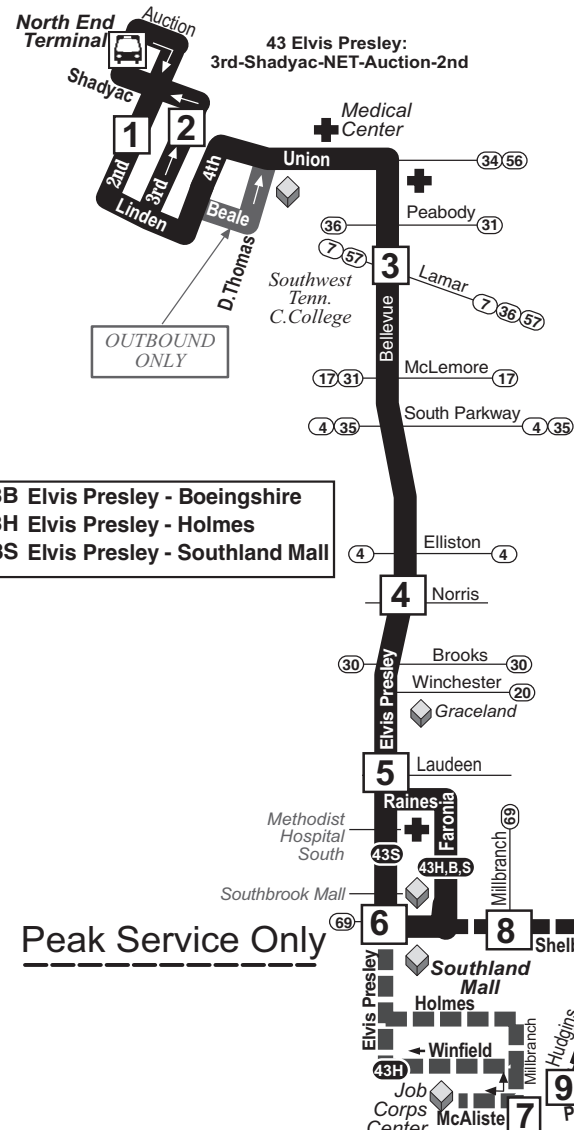 North End
Terminal
Auction
43 Elvis Presley:
3rd-Shadyac-NET-Auction-2nd
Shadyac
1
2
2nd
3rd
4th
Linden
Beale
D.Thomas
Union
Medical
Center
34 56
Peabody
36
31
7 57
3
Lamar
7 36 57
Southwest
Tenn.
C.College
OUTBOUND
ONLY
Bellevue
17 31
McLemore
17
South Parkway
4 35
4 35
B Elvis Presley - Boeingshire
H Elvis Presley - Holmes
S Elvis Presley - Southland Mall
Elliston
4
4
4
Norris
Elvis Presley
Brooks
30
30
Winchester
20
Graceland
5
Laudeen
Raines
Faronia
Methodist
Hospital
South
43S
43H,B,S
Millbranch
69
Southbrook Mall
69
6
8
Shelb
Peak Service Only
Southland
Mall
Elvis Presley
Holmes
Winfield
Millbranch
Hudgins
43H
Job
Corps
Center
McAliste
7
9
P